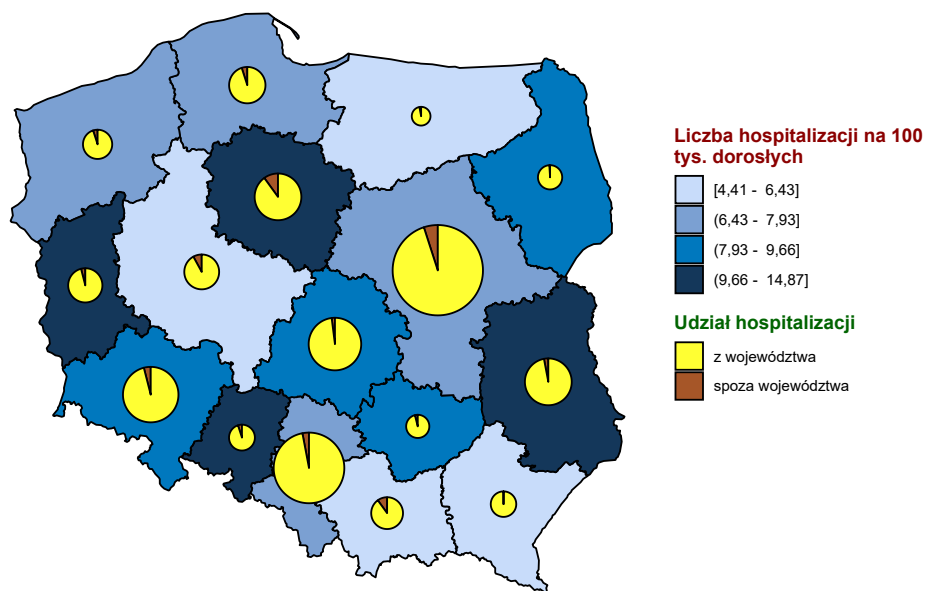 Liczba hospitalizacji na 100
tys. dorosłych
[4,41 - 6,43]
(6,43 - 7,93]
(7,93 - 9,66]
(9,66 - 14,87]
Udział hospitalizacji
z województwa
spoza województwa